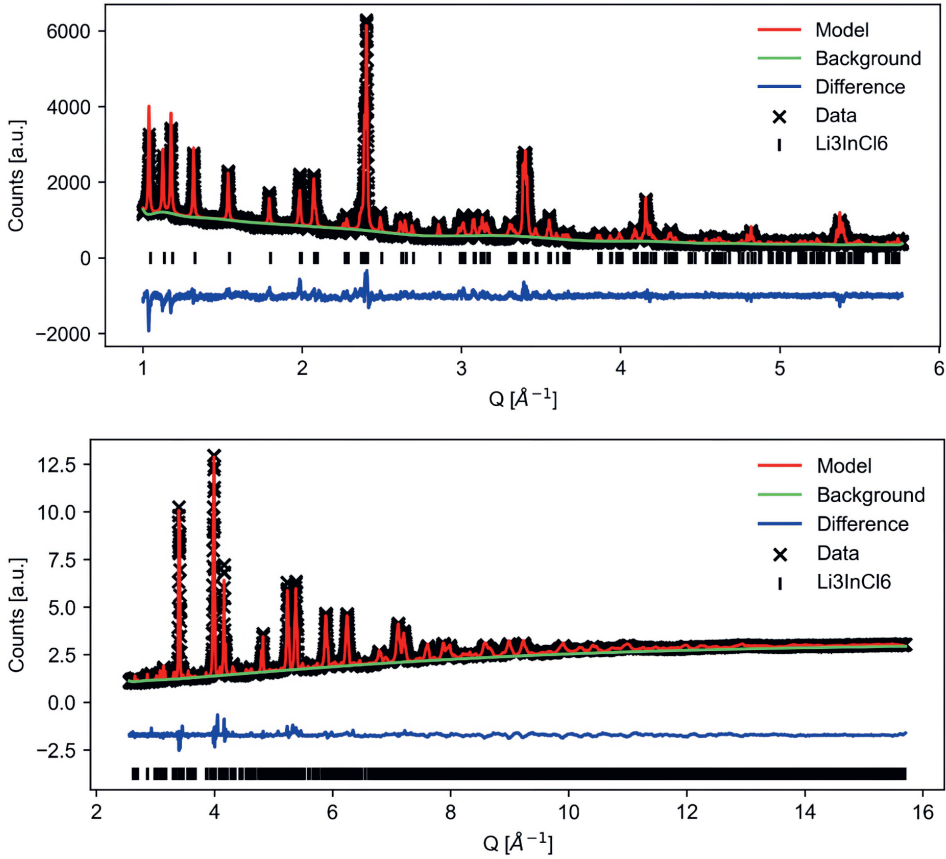 6000
4000
2000
0
−2000
Counts [a.u.]
Model
Background
Difference
Data
Li3InCl6
1 2 3 4 5 6
Q [Å⁻¹]
12.5
10.0
7.5
5.0
2.5
0.0
−2.5
Counts [a.u.]
Model
Background
Difference
Data
Li3InCl6
2 4 6 8 10 12 14 16
Q [Å⁻¹]